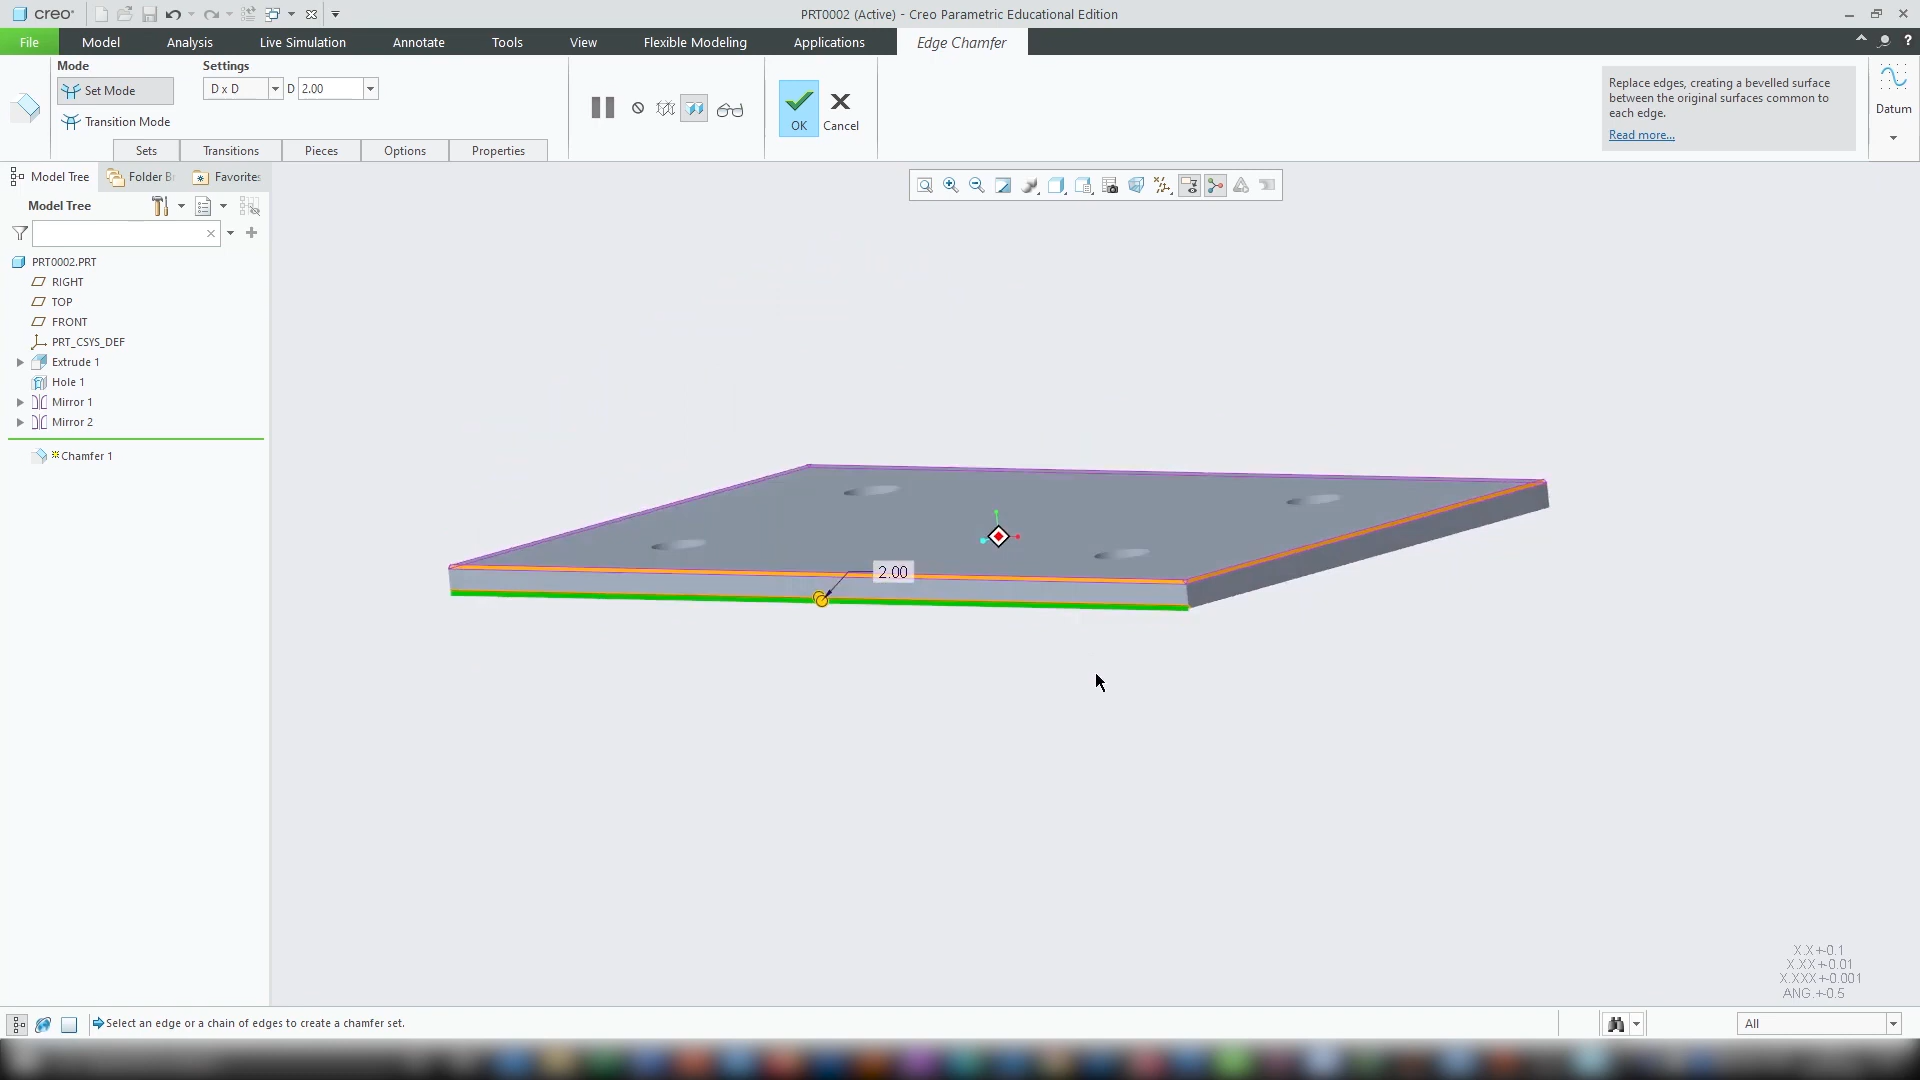 creo
PRT0002 (Active) - Creo Parametric Educational Edition
File Model Analysis Live Simulation Annotate Tools View Flexible Modeling Applications Edge Chamfer
Mode Settings
Set Mode D x D D 2.00
Transition Mode
OK Cancel
Sets Transitions Pieces Options Properties
Replace edges, creating a bevelled surface
between the original surfaces common to
each edge.
Read more...
Datum
Model Tree Folder Br Favorites
Model Tree
PRT0002.PRT
RIGHT
TOP
FRONT
PRT_CSYS_DEF
Extrude 1
Hole 1
Mirror 1
Mirror 2
Chamfer 1
2.00
X.X+-0.1
X.XX+-0.01
X.XXX+-0.001
ANG.+-0.5
Select an edge or a chain of edges to create a chamfer set.
All